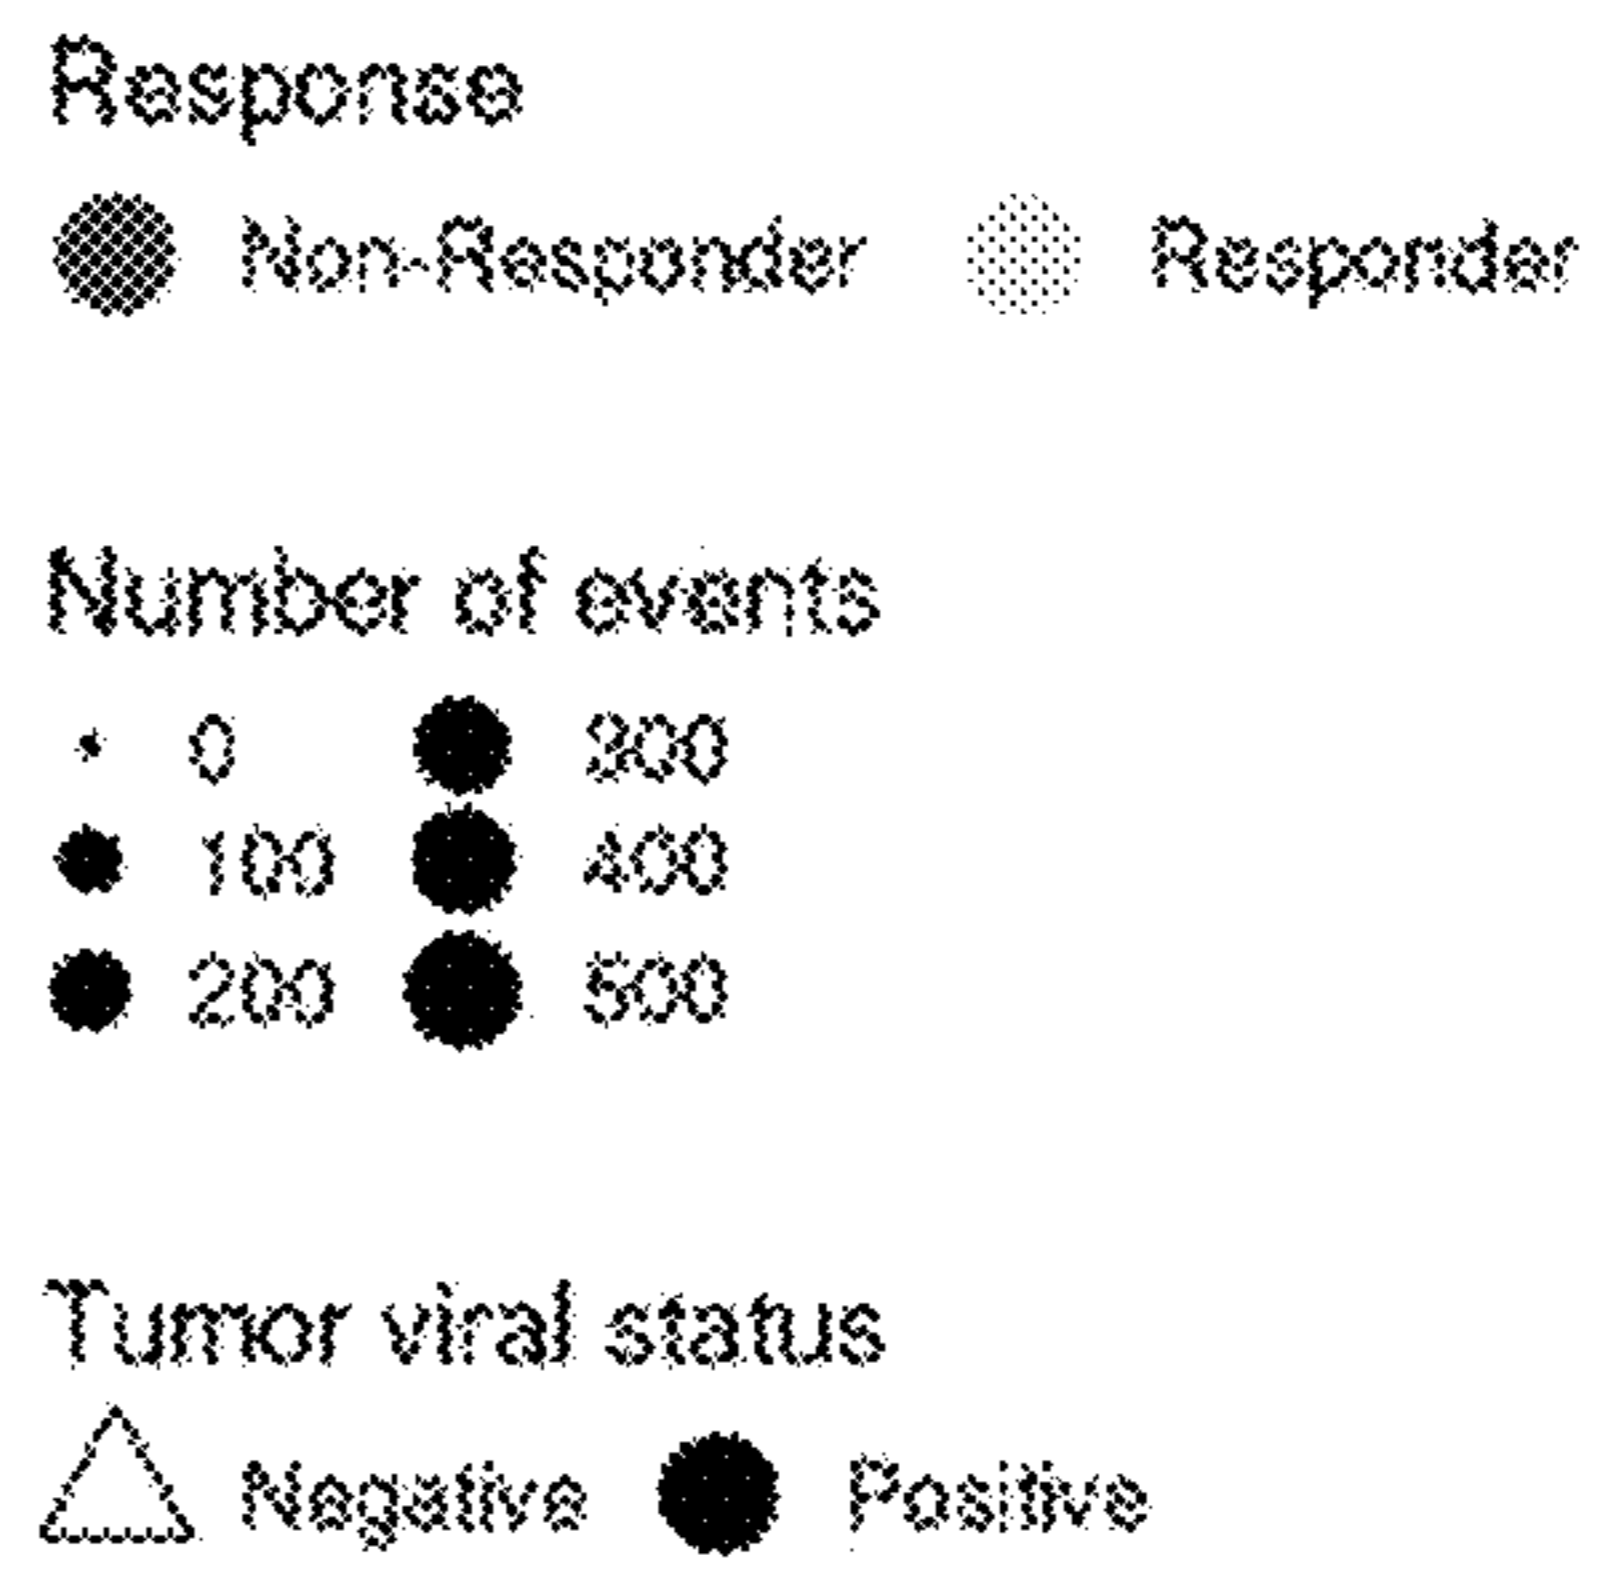 Response
Non-Responder Responder
Number of events
0 300
100 400
200 500
Tumor viral status
Negative Positive